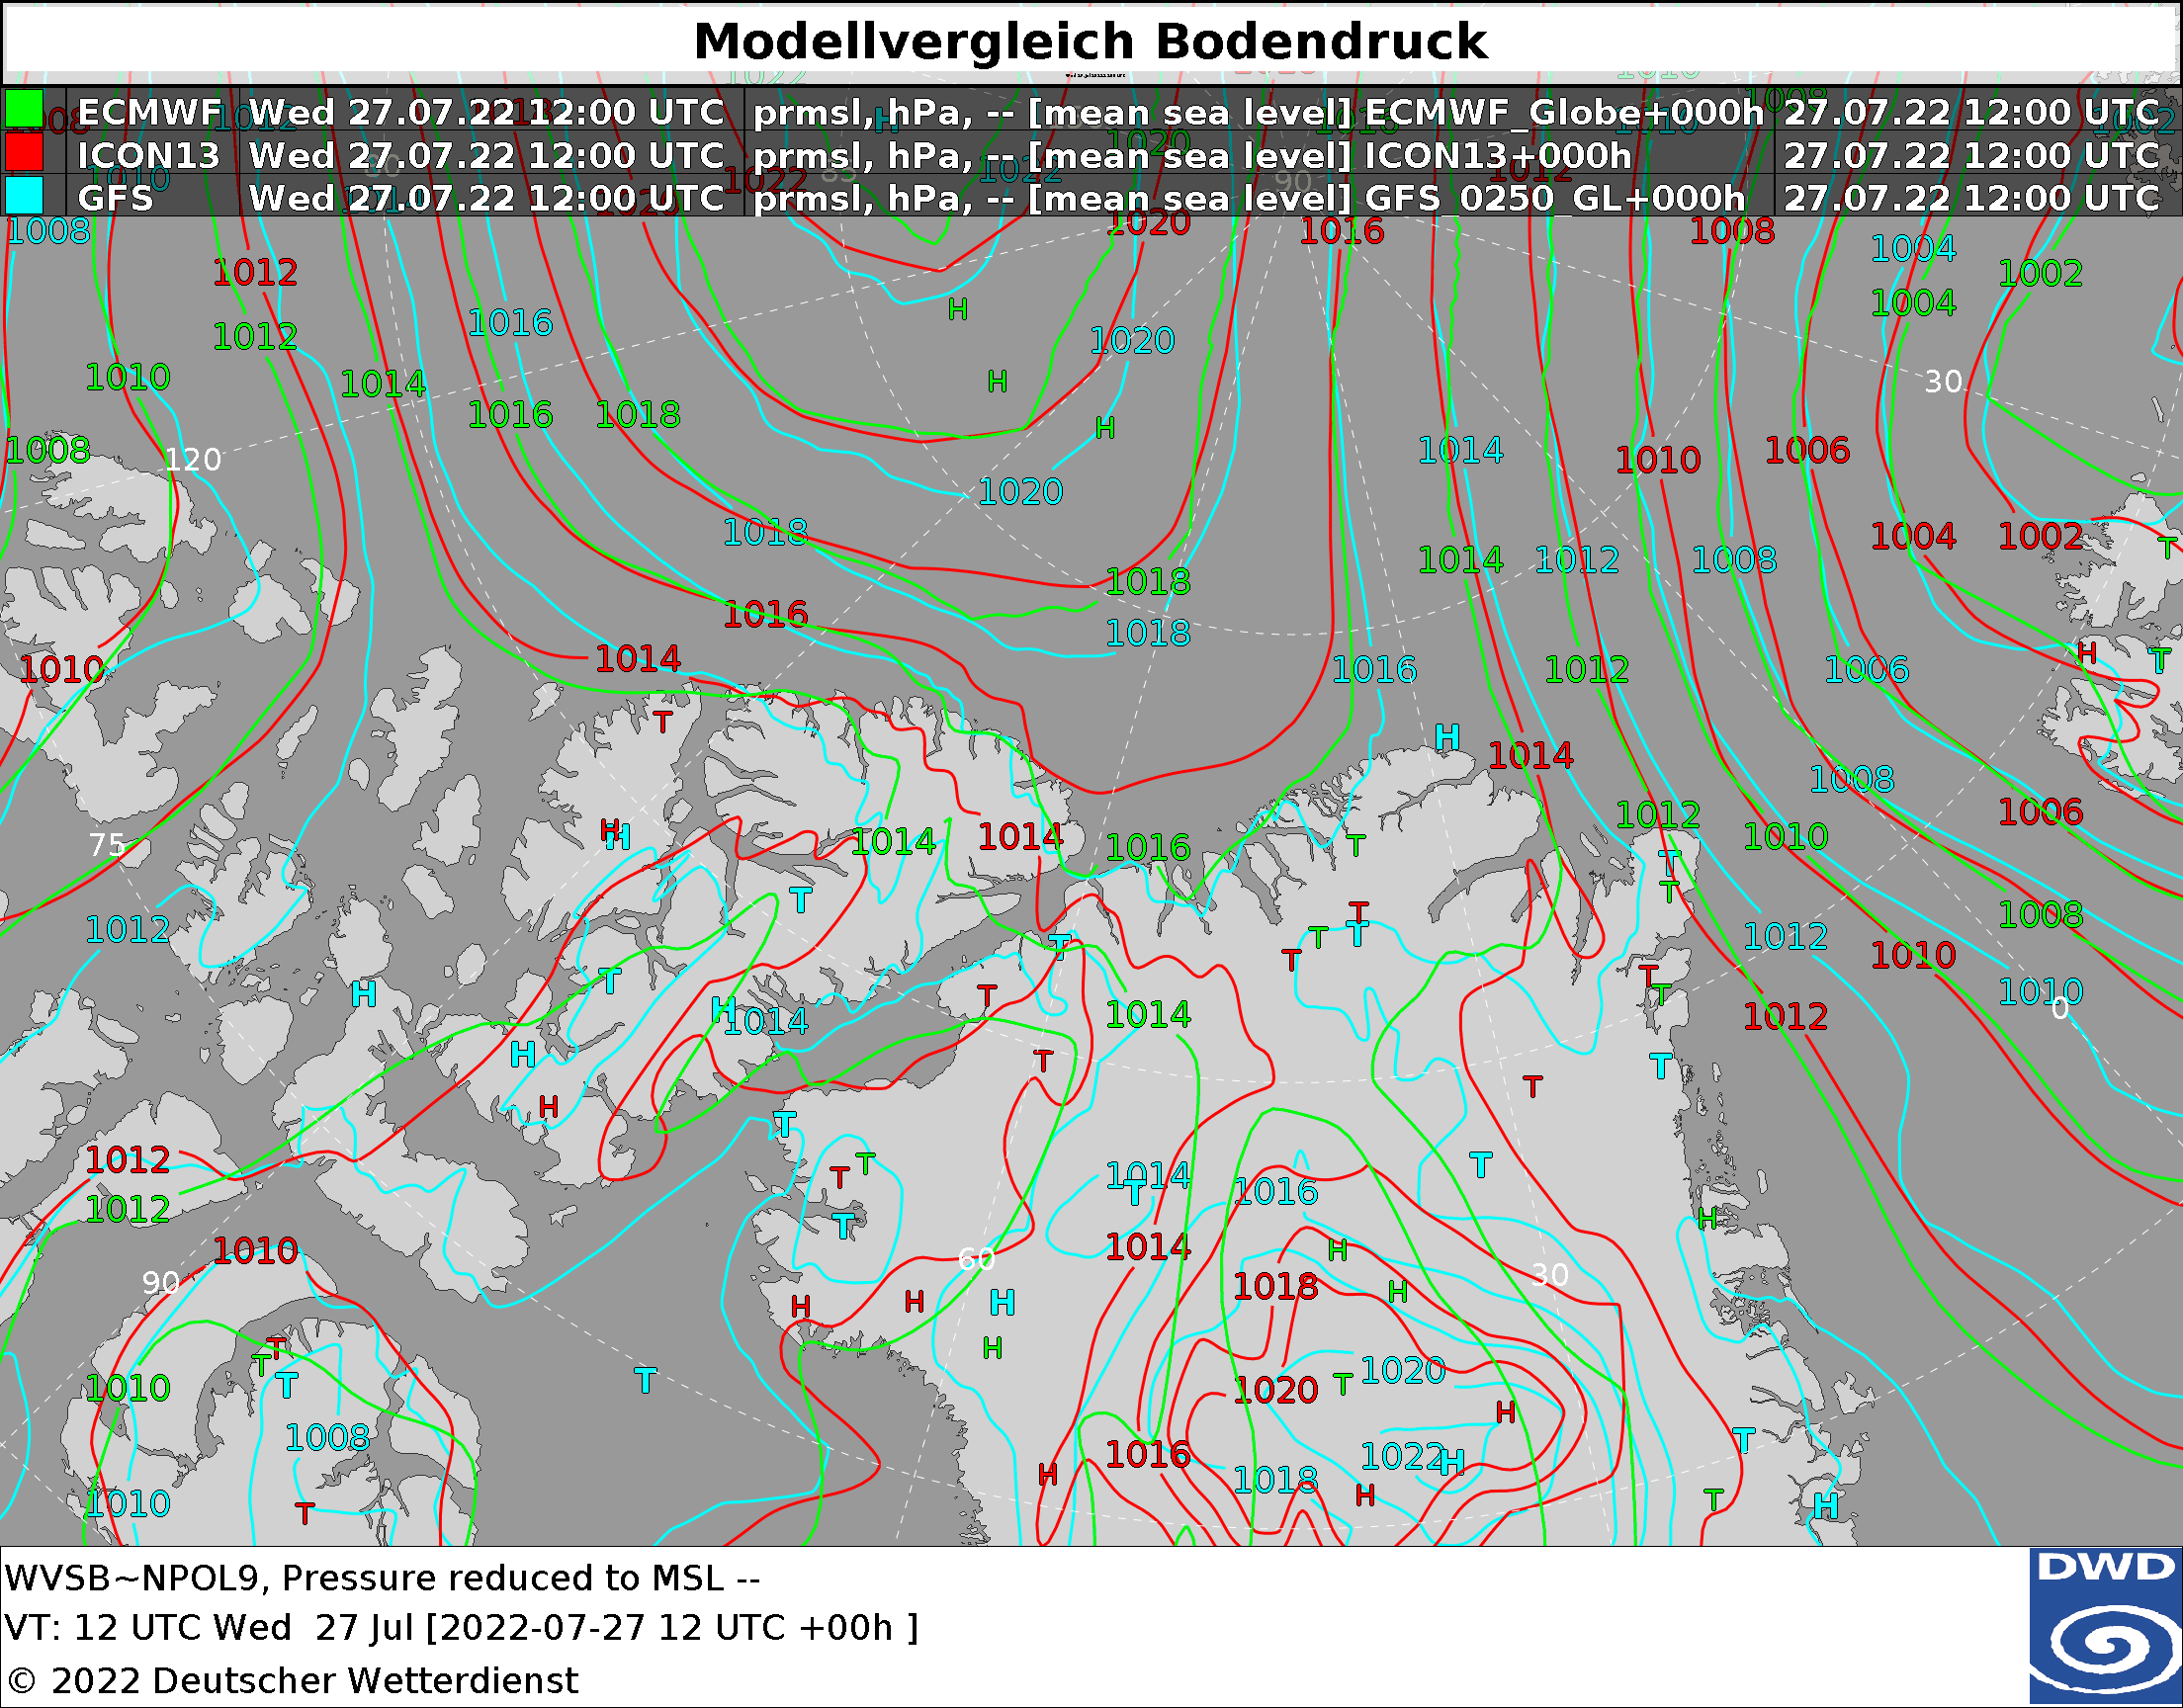 Modellvergleich Bodendruck
ECMWF Wed 27.07.22 12:00 UTC prmsl, hPa, -- [mean sea level] ECMWF_Globe+000h 27.07.22 12:00 UTC
ICON13 Wed 27.07.22 12:00 UTC prmsl, hPa, -- [mean sea level] ICON13+000h 27.07.22 12:00 UTC
GFS Wed 27.07.22 12:00 UTC prmsl, hPa, -- [mean sea level] GFS_0250_GL+000h 27.07.22 12:00 UTC
1008 1020 1016 1008 1004
1012 1002
1004
H
1012 1016 1020
1010 1014 H 30
1016 1018 H
1008 120 1014 1010 1006
1020
1018 1004 1002
1014 1012 1008 T
1018
1016
1018
1010 1014 1016 1012 1006 H T
T H 1014
1008
1006
H H 1014 1014 1016 T 1012 1010
75 T T
1012 T T 1008
T T T 1012
H T T T 1010
H H 1014 T 1014 T 1012 1010 0
H T T
H T T
T
1012 T T 1014 T 1016 T
1012 T H
1010 1014 H
90 60 1018 H 30
H H H
T T H
1010 T T 1020 T 1020 H
1008 T
1016 1022 H
1010 T H 1018 H T H
WVSB~NPOL9, Pressure reduced to MSL --
VT: 12 UTC Wed 27 Jul [2022-07-27 12 UTC +00h ]
© 2022 Deutscher Wetterdienst
DWD